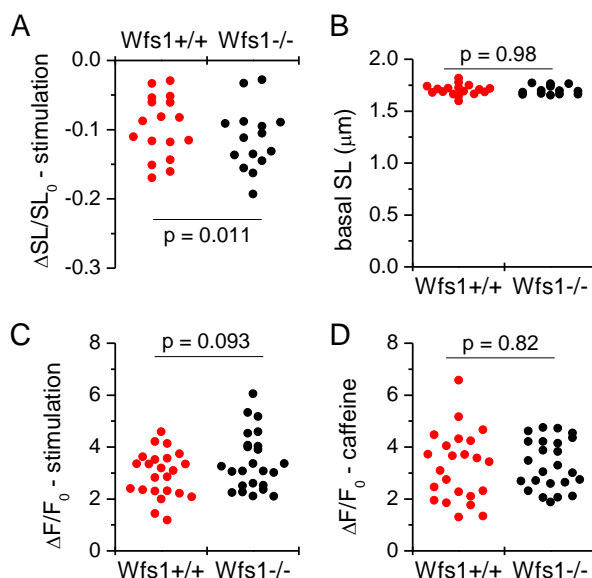 A
Wfs1+/+ Wfs1-/-
0.0
-0.1
-0.2
-0.3
ΔSL/SL0 - stimulation
p = 0.011
B
p = 0.98
2.0
1.5
1.0
0.5
0.0
basal SL (μm)
Wfs1+/+ Wfs1-/-
C
p = 0.093
8
6
4
2
0
ΔF/F0 - stimulation
Wfs1+/+ Wfs1-/-
D
p = 0.82
8
6
4
2
0
ΔF/F0 - caffeine
Wfs1+/+ Wfs1-/-